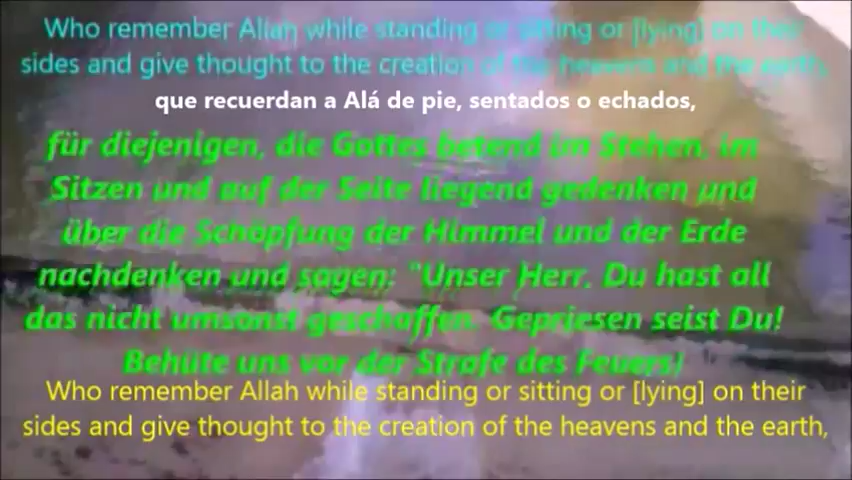 Who remember Allah while standing or sitting or [lying] on their
sides and give thought to the creation of the heavens and the earth,
que recuerdan a Alá de pie, sentados o echados,
für diejenigen, die Gottes betend im Stehen, im
Sitzen und auf der Seite liegend gedenken und
über die Schöpfung der Himmel und der Erde
nachdenken und sagen: "Unser Herr, Du hast all
das nicht umsonst geschaffen. Gepriesen seist Du!
Behüte uns vor der Strafe des Feuers)
Who remember Allah while standing or sitting or [lying] on their
sides and give thought to the creation of the heavens and the earth,